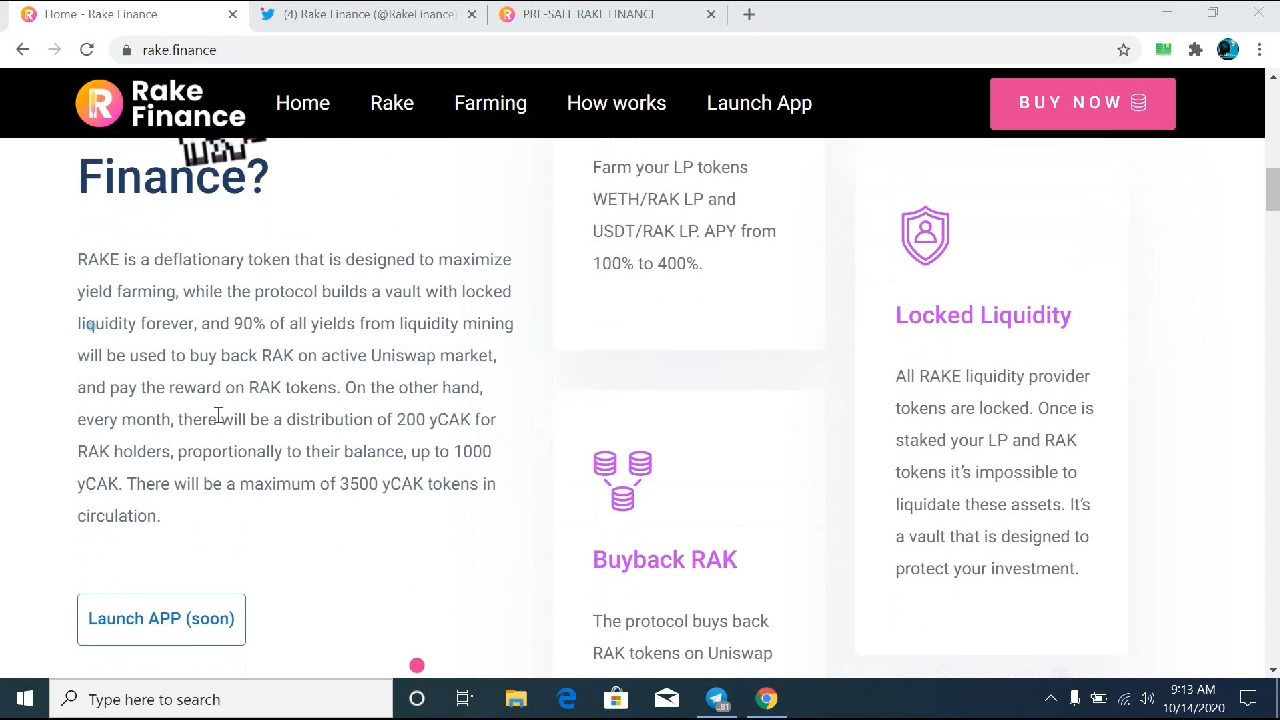 Home - Rake Finance
(4) Rake Finance (@RakeFinance)
PRE-SALE RAKE FINANCE
rake.finance
Rake
Finance
Home
Rake
Farming
How works
Launch App
BUY NOW
Finance?
RAKE is a deflationary token that is designed to maximize
yield farming, while the protocol builds a vault with locked
liquidity forever, and 90% of all yields from liquidity mining
will be used to buy back RAK on active Uniswap market,
and pay the reward on RAK tokens. On the other hand,
every month, there will be a distribution of 200 yCAK for
RAK holders, proportionally to their balance, up to 1000
yCAK. There will be a maximum of 3500 yCAK tokens in
circulation.
Launch APP (soon)
Farm your LP tokens
WETH/RAK LP and
USDT/RAK LP. APY from
100% to 400%.
Buyback RAK
The protocol buys back
RAK tokens on Uniswap
Locked Liquidity
All RAKE liquidity provider
tokens are locked. Once is
staked your LP and RAK
tokens it's impossible to
liquidate these assets. It's
a vault that is designed to
protect your investment.
Type here to search
81
9:13 AM
10/14/2020